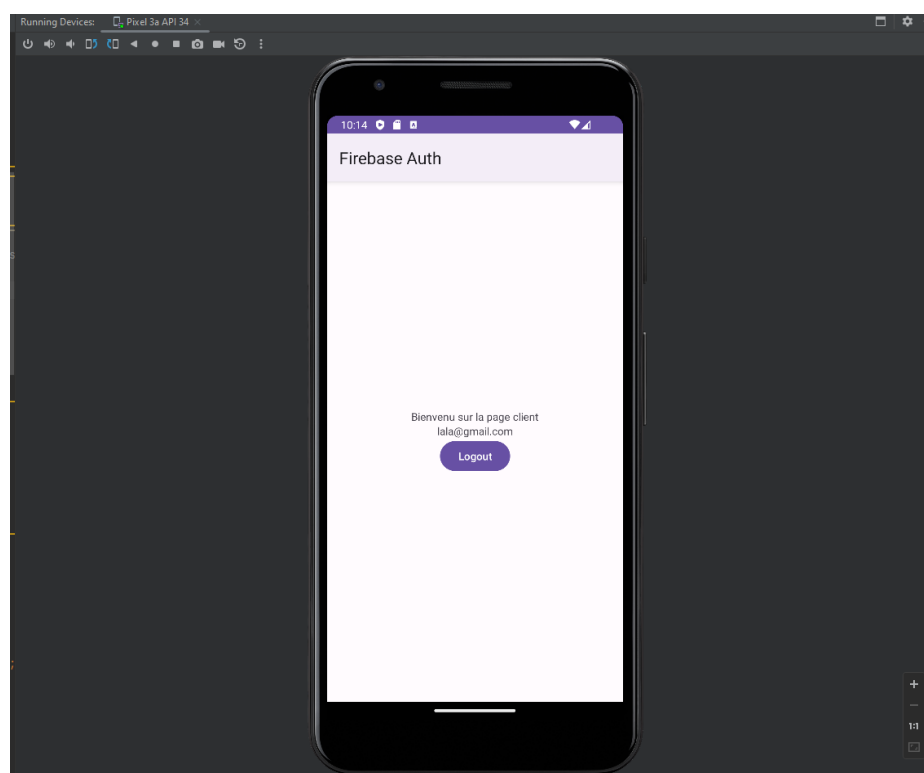 Running Devices: Pixel 3a API 34
10:14
Firebase Auth
Bienvenu sur la page client
lala@gmail.com
Logout
1:1